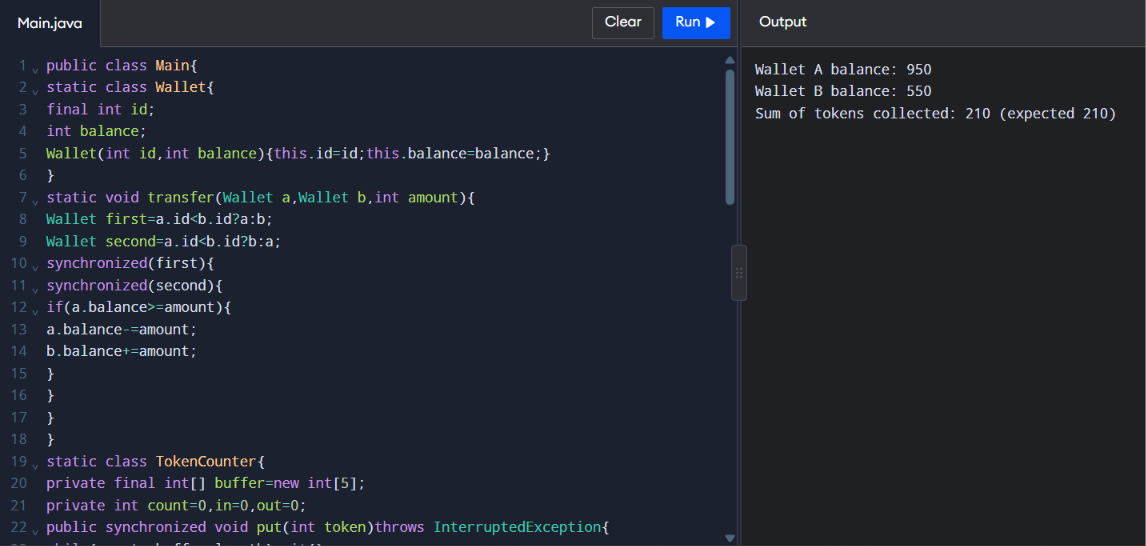 Main.java
Clear
Run
Output
1 public class Main{
2 static class Wallet{
3 final int id;
4 int balance;
5 Wallet(int id,int balance){this.id=id;this.balance=balance;}
6 }
7 static void transfer(Wallet a,Wallet b,int amount){
8 Wallet first=a.id<b.id?a:b;
9 Wallet second=a.id<b.id?b:a;
10 synchronized(first){
11 synchronized(second){
12 if(a.balance>=amount){
13 a.balance-=amount;
14 b.balance+=amount;
15 }
16 }
17 }
18 }
19 static class TokenCounter{
20 private final int[] buffer=new int[5];
21 private int count=0,in=0,out=0;
22 public synchronized void put(int token)throws InterruptedException{
Wallet A balance: 950
Wallet B balance: 550
Sum of tokens collected: 210 (expected 210)